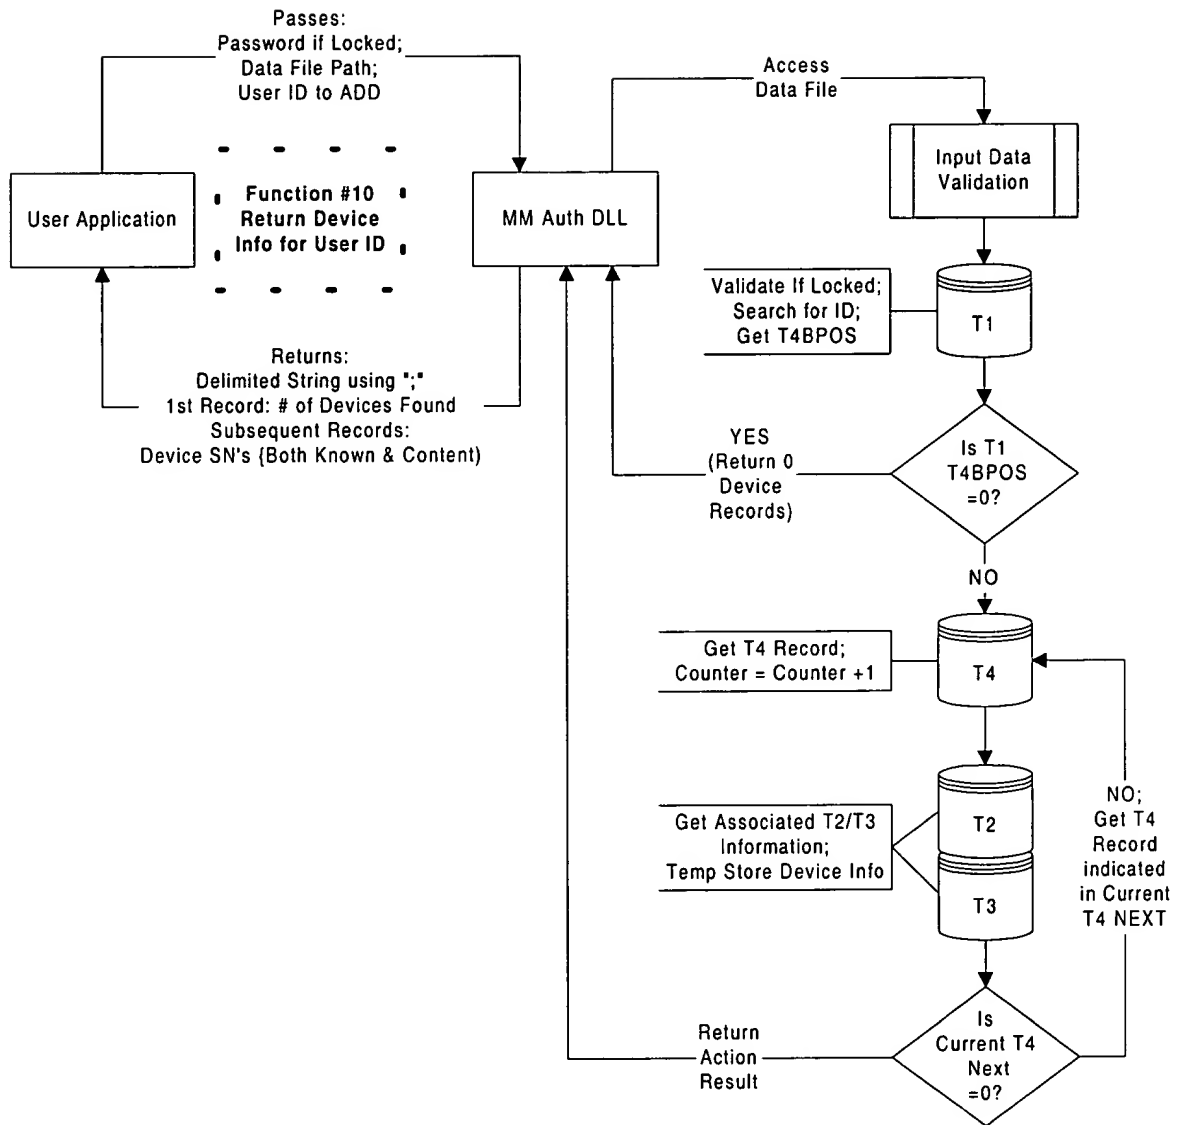 Passes:
Password if Locked;
Data File Path;
User ID to ADD
Access
Data File
Input Data
Validation
User Application
Function #10
Return Device
Info for User ID
MM Auth DLL
Validate If Locked;
Search for ID;
Get T4BPOS
T1
Returns:
Delimited String using ";"
1st Record: # of Devices Found
Subsequent Records:
Device SN's (Both Known & Content)
YES
(Return 0
Device
Records)
Is T1
T4BPOS
=0?
NO
Get T4 Record;
Counter = Counter +1
T4
NO;
Get T4
Record
indicated
in Current
T4 NEXT
Get Associated T2/T3
Information;
Temp Store Device Info
T2
T3
Return
Action
Result
Is
Current T4
Next
=0?